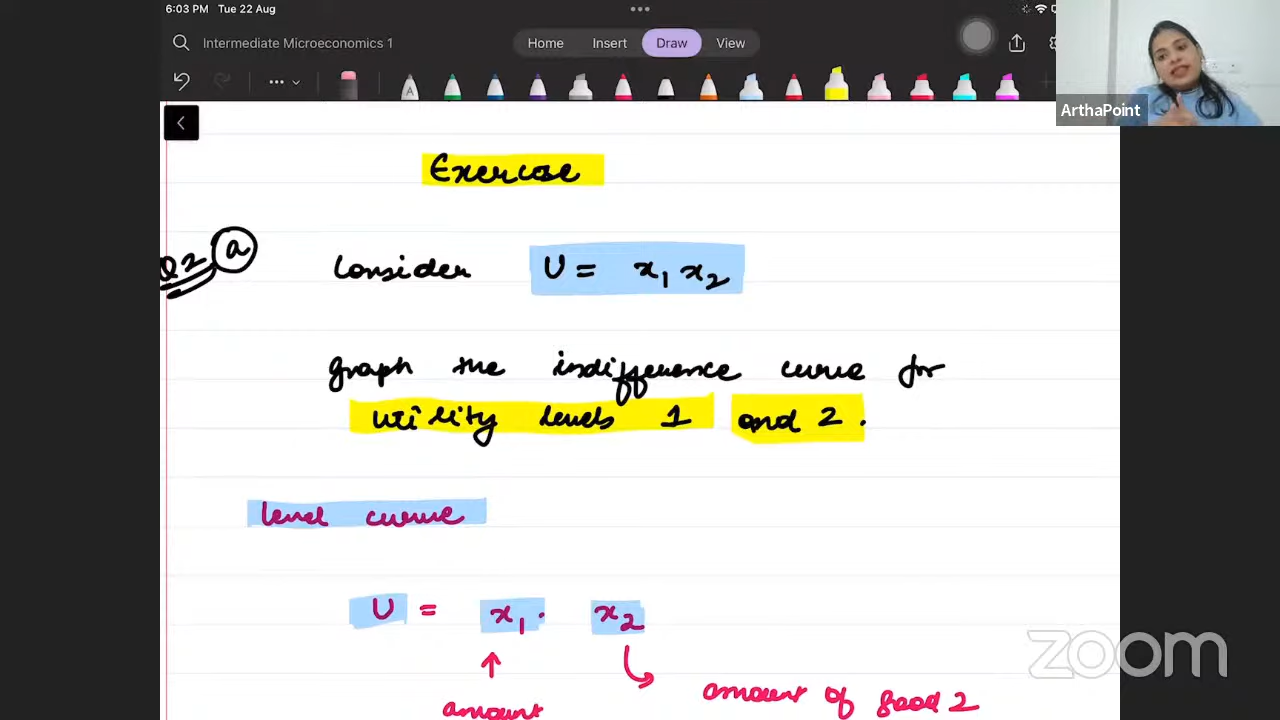 6:03 PM Tue 22 Aug
Intermediate Microeconomics 1
Home Insert Draw View
A
ArthaPoint
Exercise
Q2 a
Consider U = x₁ x₂
graph the indifference curve for
utility levels 1 and 2.
level curve
U = x₁ · x₂
amount amount of good 2
zoom